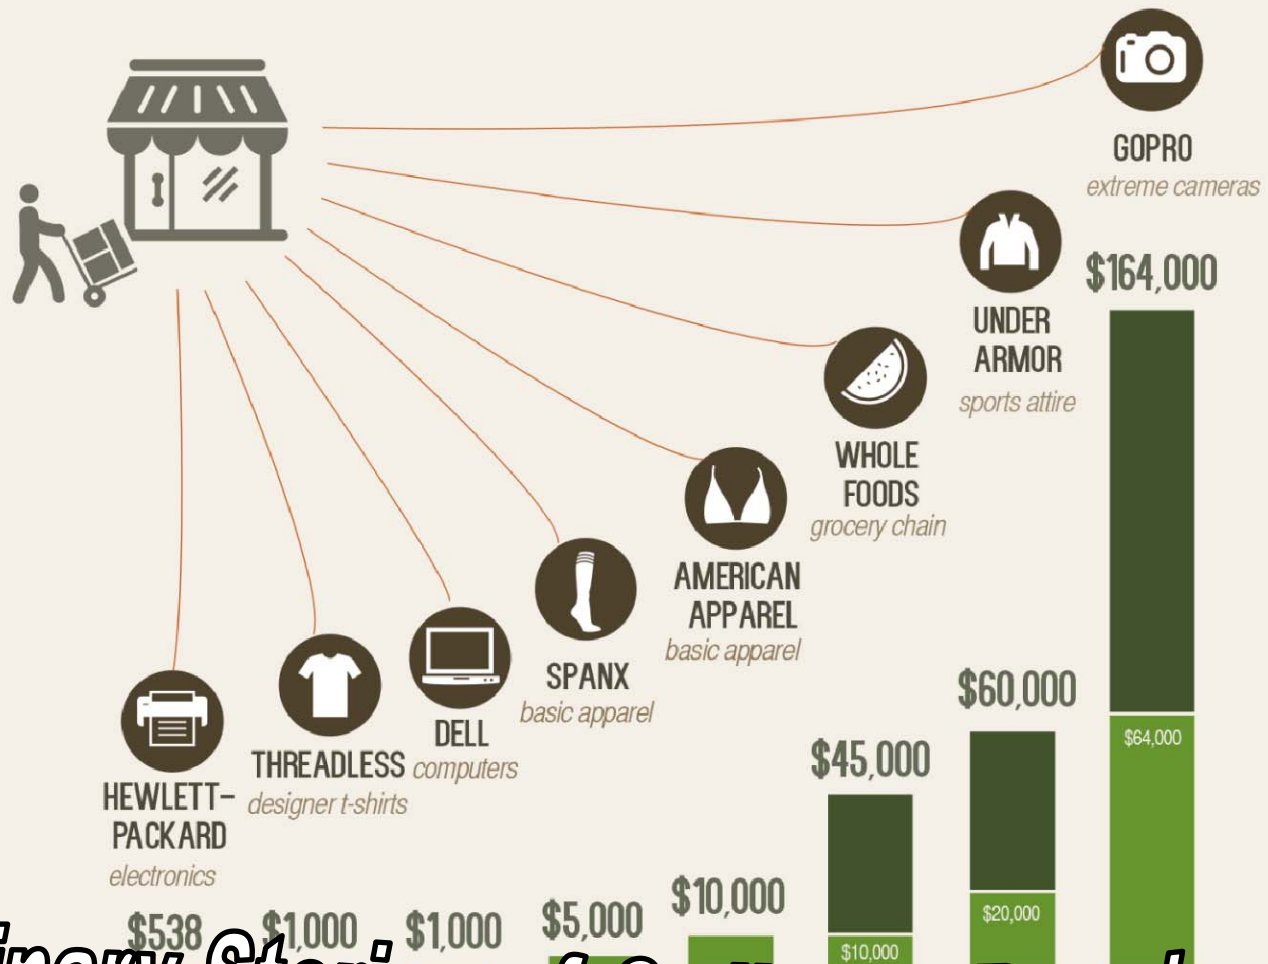 GOPRO
extreme cameras
$164,000
UNDER
ARMOR
sports attire
WHOLE
FOODS
grocery chain
AMERICAN
APPAREL
basic apparel
SPANX
basic apparel
DELL
computers
THREADLESS
designer t-shirts
HEWLETT-
PACKARD
electronics
$538
$1,000
$1,000
$5,000
$10,000
$45,000
$60,000
$64,000
$20,000
$10,000